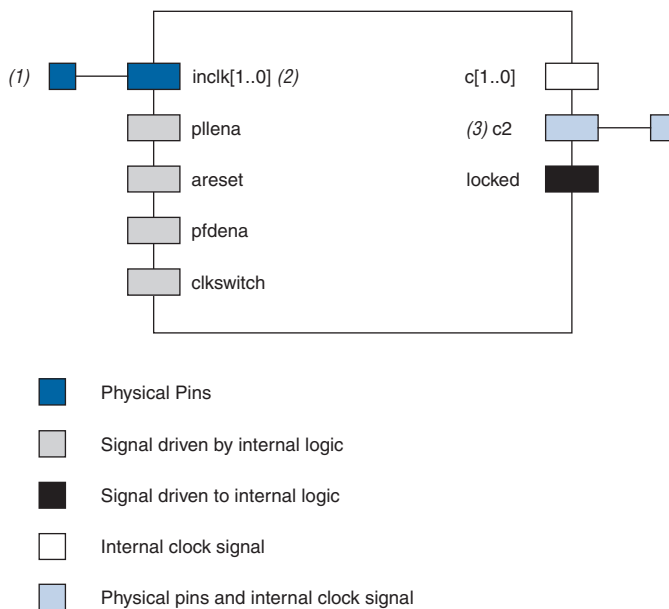 (1) inclk[1..0] (2) c[1..0]
pllena (3) c2
areset locked
pfdena
clkswitch
Physical Pins
Signal driven by internal logic
Signal driven to internal logic
Internal clock signal
Physical pins and internal clock signal